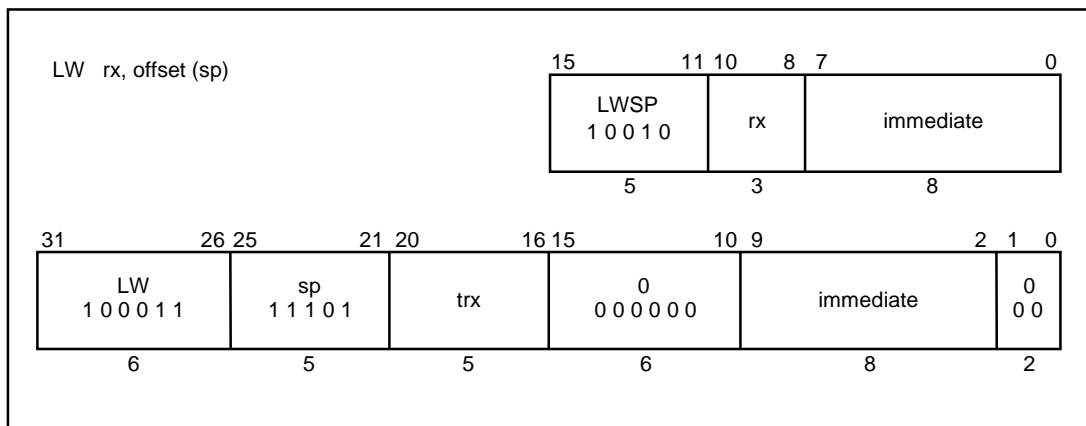 LW rx, offset (sp)
15 11 10 8 7 0
LWSP rx immediate
1 0 0 1 0
5 3 8
31 26 25 21 20 16 15 10 9 2 1 0
LW sp trx 0 immediate 0
1 0 0 0 1 1 1 1 1 0 1 0 0 0 0 0 0 0 0
6 5 5 6 8 2